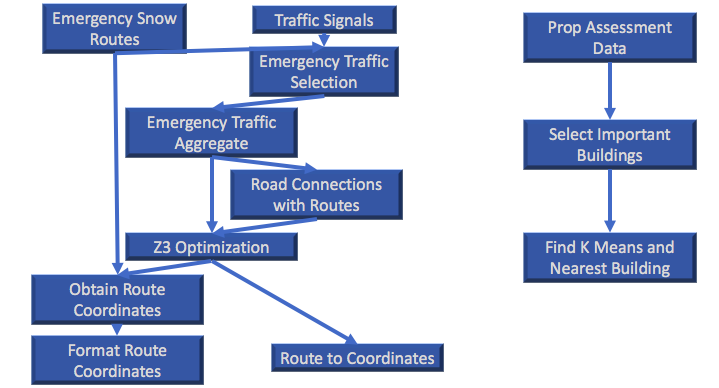 Emergency Snow
Routes
Traffic Signals
Emergency Traffic
Selection
Emergency Traffic
Aggregate
Road Connections
with Routes
Z3 Optimization
Obtain Route
Coordinates
Format Route
Coordinates
Route to Coordinates
Prop Assessment
Data
Select Important
Buildings
Find K Means and
Nearest Building